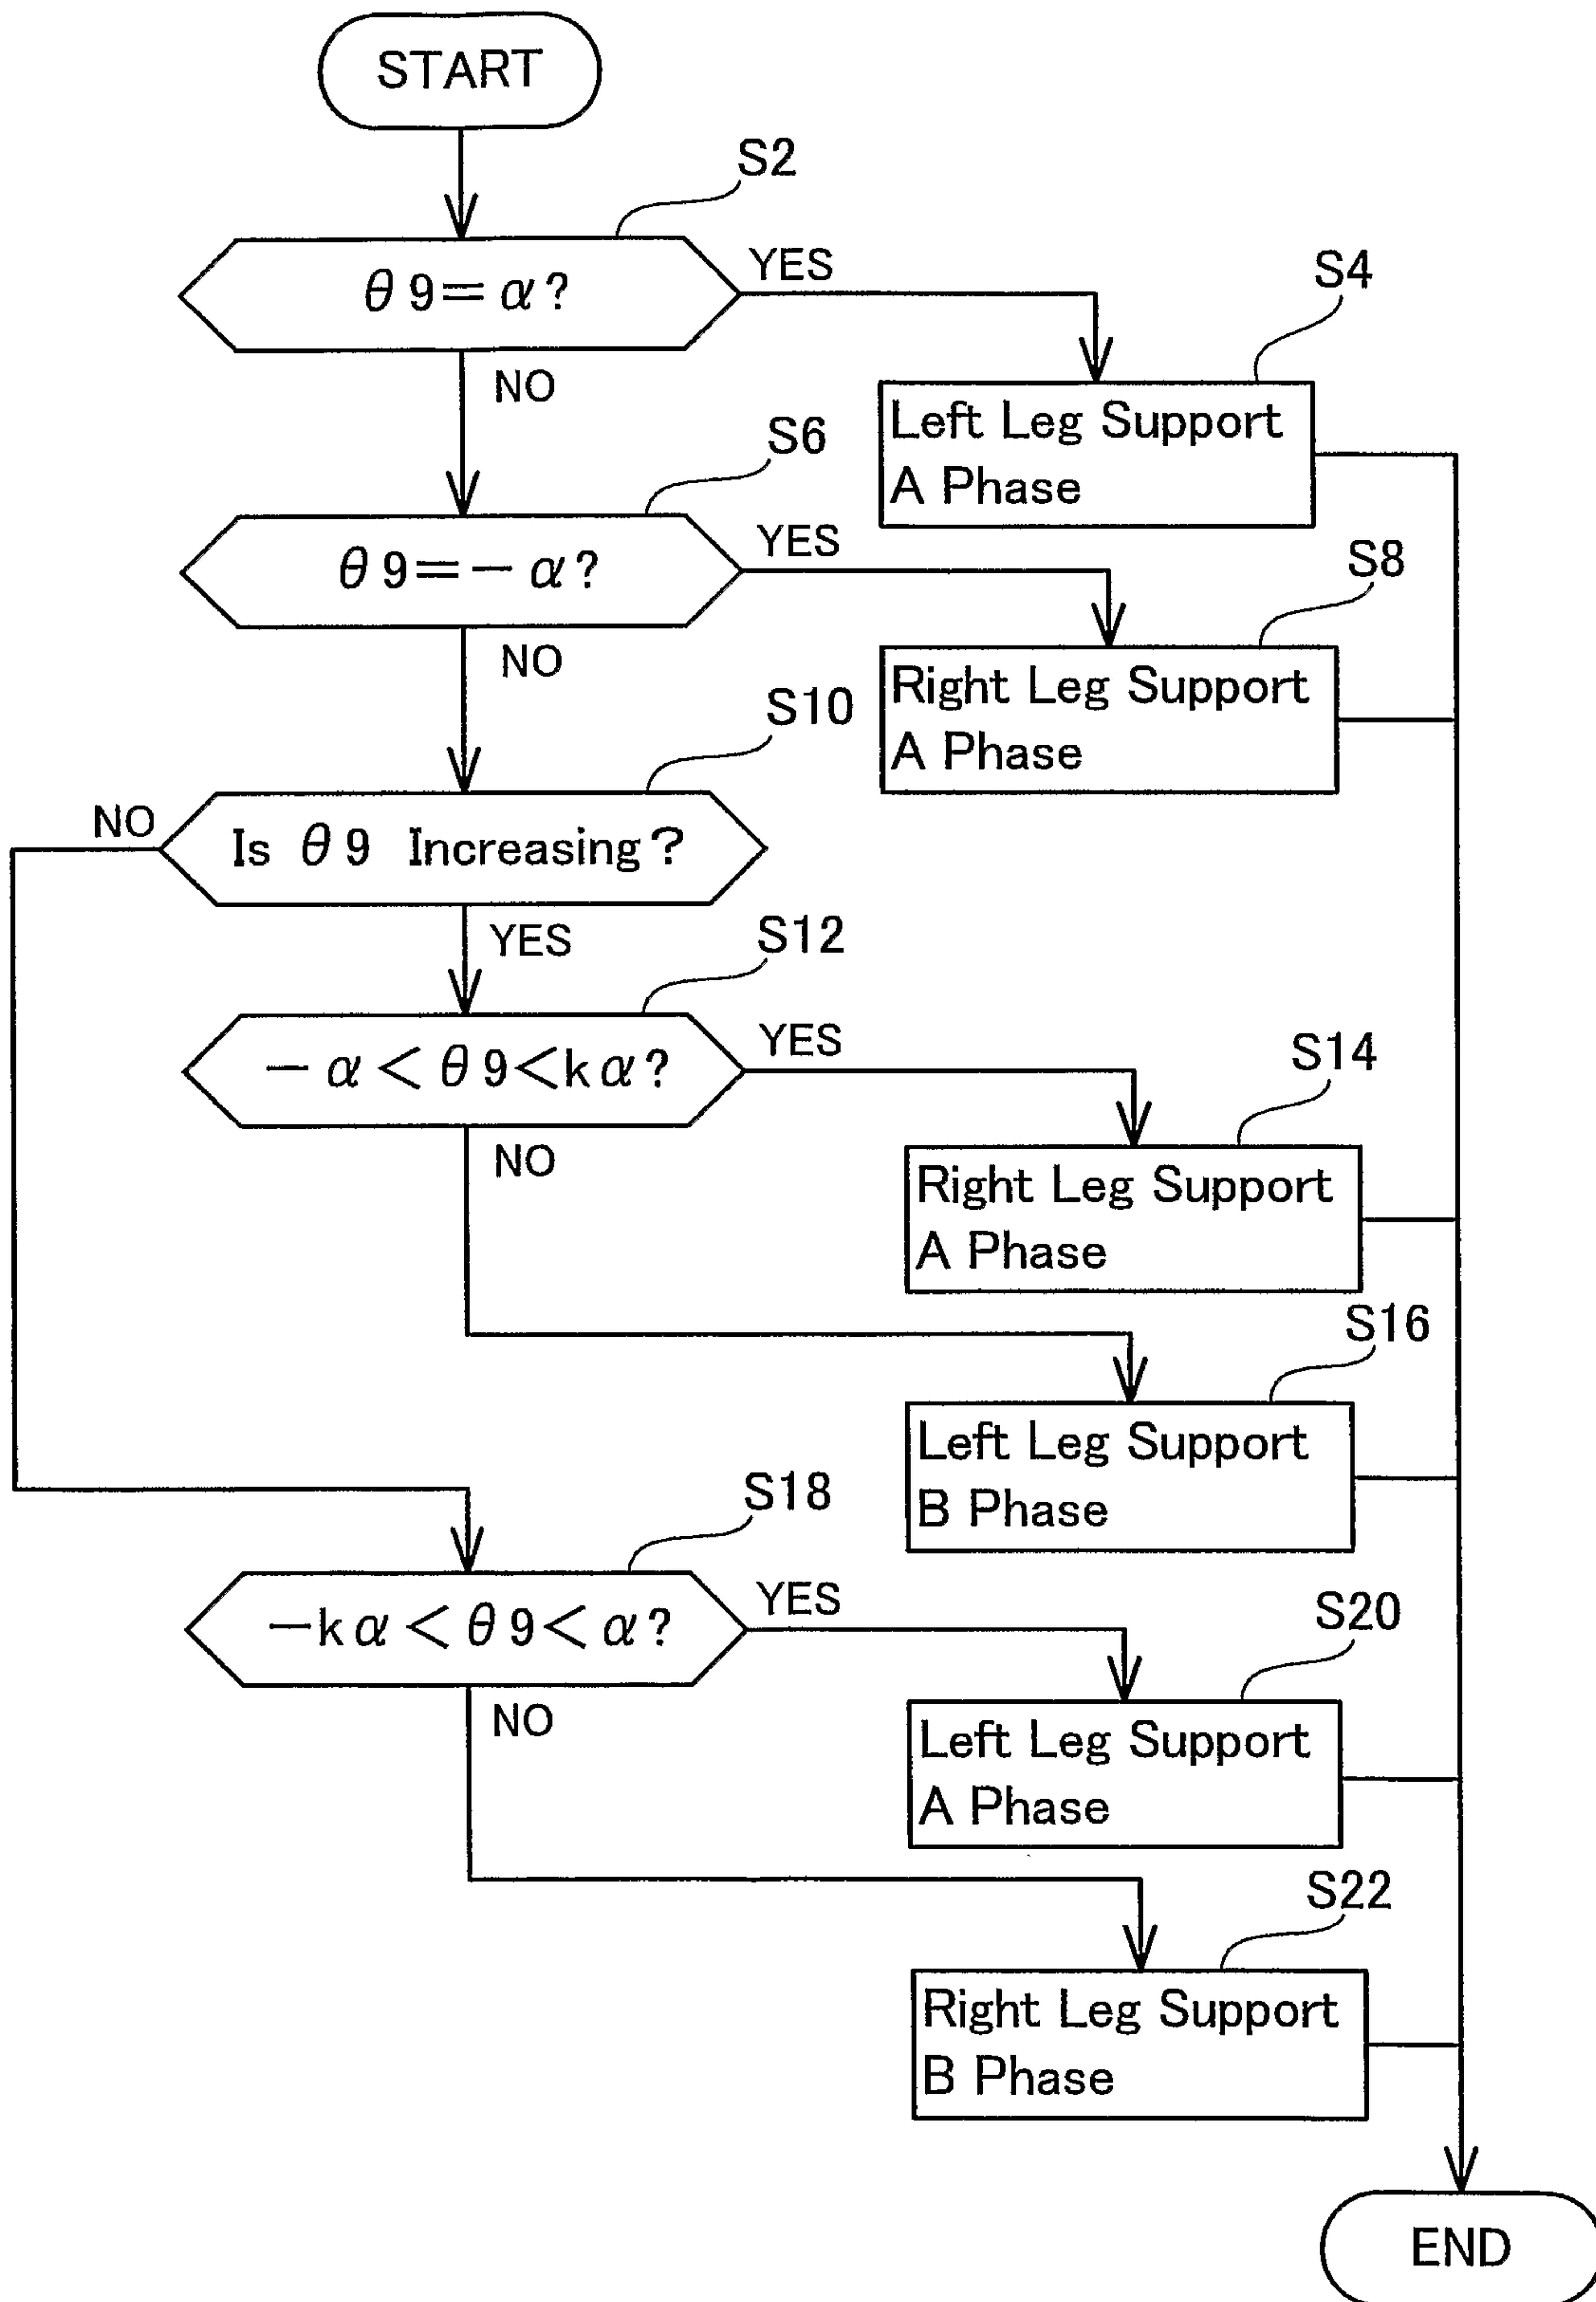 START
S2
θ9=α?
YES
S4
NO
Left Leg Support
A Phase
S6
θ9=-α?
YES
S8
NO
Right Leg Support
A Phase
S10
NO
Is θ9 Increasing?
YES
S12
-α<θ9<kα?
YES
S14
NO
Right Leg Support
A Phase
S16
Left Leg Support
B Phase
S18
-kα<θ9<α?
YES
S20
NO
Left Leg Support
A Phase
S22
Right Leg Support
B Phase
END